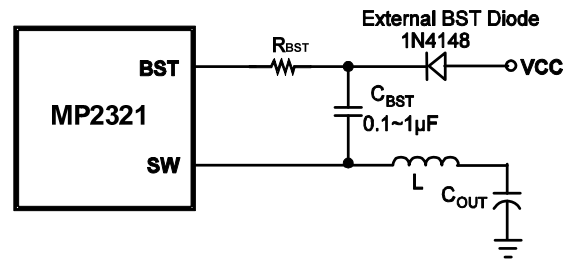 External BST Diode
1N4148
RBST
BST
VCC
CBST
0.1~1µF
MP2321
SW
L
COUT